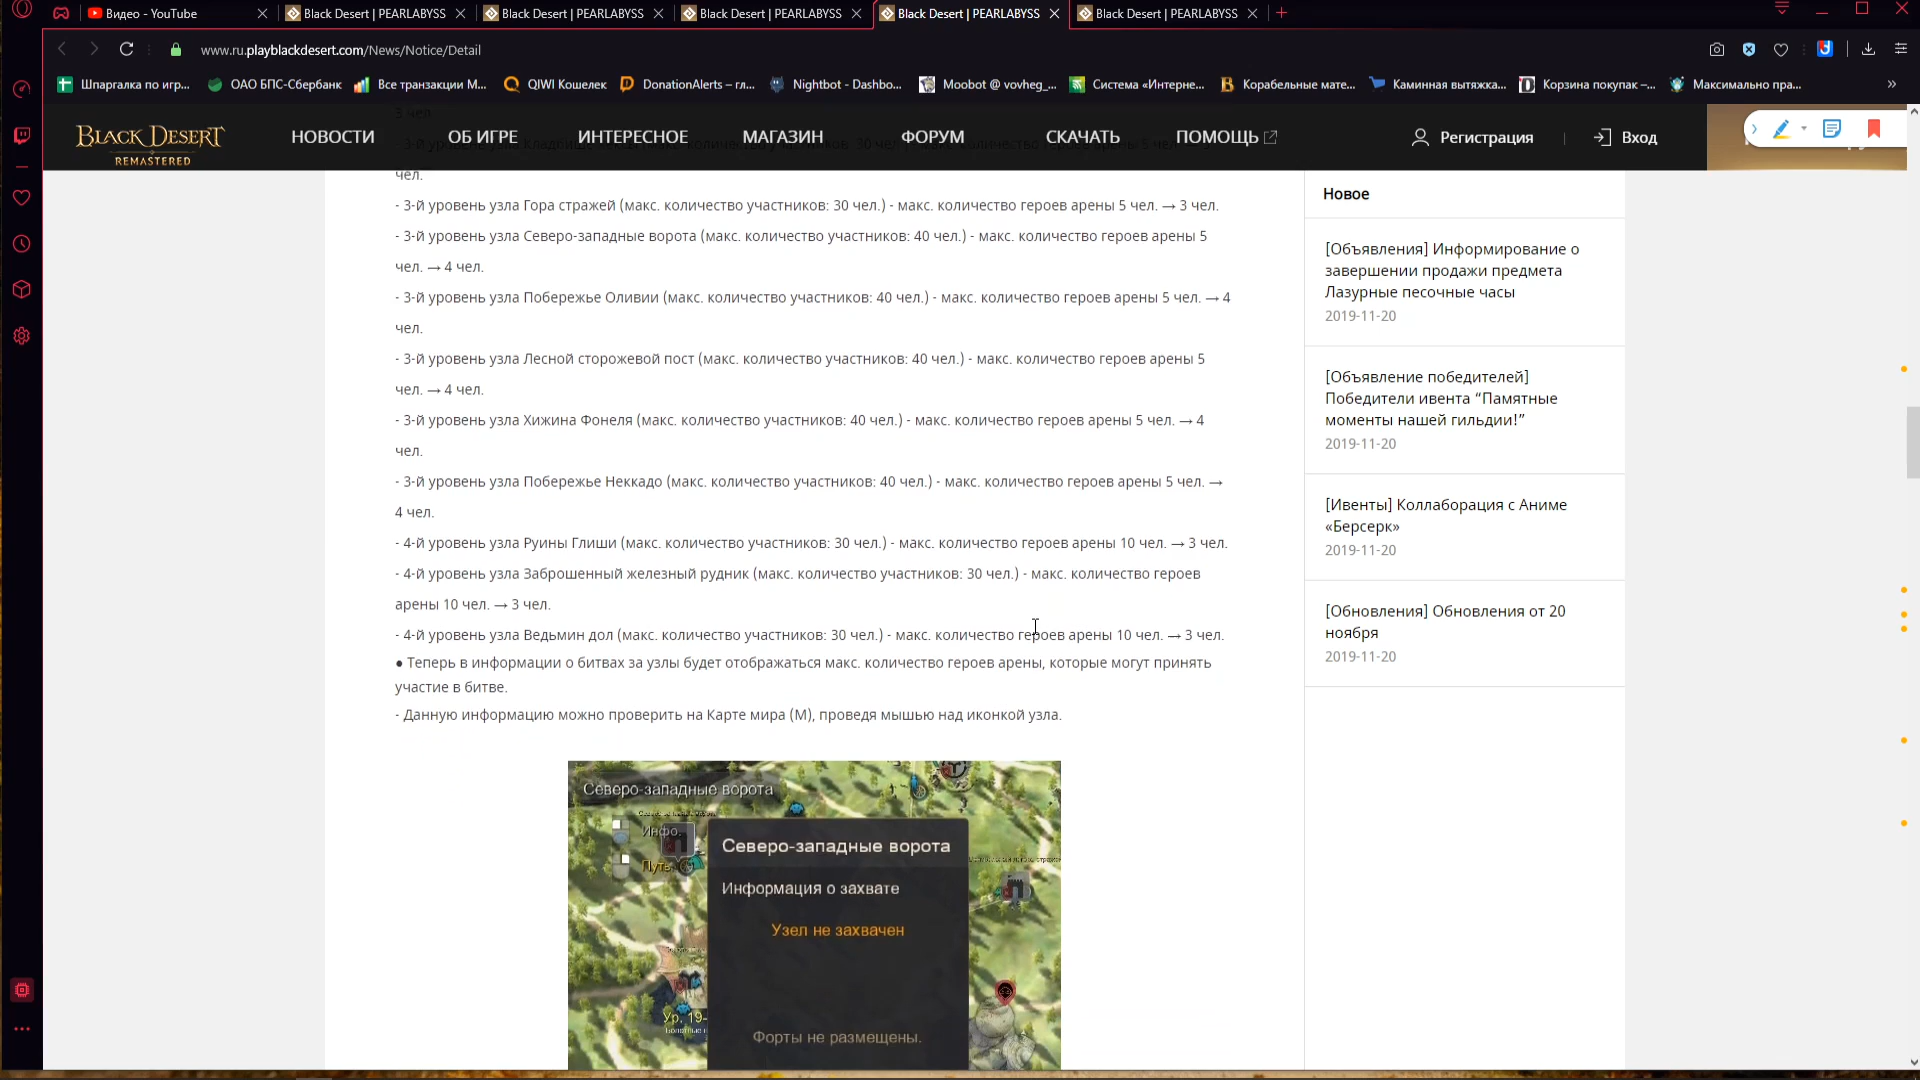 Видео - YouTube
Black Desert | PEARLABYSS
Black Desert | PEARLABYSS
Black Desert | PEARLABYSS
Black Desert | PEARLABYSS
Black Desert | PEARLABYSS
www.ru.playblackdesert.com/News/Notice/Detail
Шпаргалка по игр...
ОАО БПС-Сбербанк
Все транзакции M...
QIWI Кошелек
DonationAlerts – гл...
Nightbot - Dashbo...
Moobot @ vovheg_...
Система «Интерне...
Корабельные мате...
Каминная вытяжка...
Корзина покупак –...
Максимально пра...
BLACK DESERT
REMASTERED
НОВОСТИ
ОБ ИГРЕ
ИНТЕРЕСНОЕ
МАГАЗИН
ФОРУМ
СКАЧАТЬ
ПОМОЩЬ
Регистрация
Вход
3 чел.
чел.
- 3-й уровень узла Гора стражей (макс. количество участников: 30 чел.) - макс. количество героев арены 5 чел. → 3 чел.
- 3-й уровень узла Северо-западные ворота (макс. количество участников: 40 чел.) - макс. количество героев арены 5
чел. → 4 чел.
- 3-й уровень узла Побережье Оливии (макс. количество участников: 40 чел.) - макс. количество героев арены 5 чел. → 4
чел.
- 3-й уровень узла Лесной сторожевой пост (макс. количество участников: 40 чел.) - макс. количество героев арены 5
чел. → 4 чел.
- 3-й уровень узла Хижина Фонеля (макс. количество участников: 40 чел.) - макс. количество героев арены 5 чел. → 4
чел.
- 3-й уровень узла Побережье Неккадо (макс. количество участников: 40 чел.) - макс. количество героев арены 5 чел. →
4 чел.
- 4-й уровень узла Руины Глиши (макс. количество участников: 30 чел.) - макс. количество героев арены 10 чел. → 3 чел.
- 4-й уровень узла Заброшенный железный рудник (макс. количество участников: 30 чел.) - макс. количество героев
арены 10 чел. → 3 чел.
- 4-й уровень узла Ведьмин дол (макс. количество участников: 30 чел.) - макс. количество героев арены 10 чел. → 3 чел.
● Теперь в информации о битвах за узлы будет отображаться макс. количество героев арены, которые могут принять
участие в битве.
- Данную информацию можно проверить на Карте мира (М), проведя мышью над иконкой узла.
Северо-западные ворота
Инфо.
Путь
Северо-западные ворота
Информация о захвате
Узел не захвачен
Форты не размещены.
Ур. 19-
Новое
[Объявления] Информирование о
завершении продажи предмета
Лазурные песочные часы
2019-11-20
[Объявление победителей]
Победители ивента “Памятные
моменты нашей гильдии!”
2019-11-20
[Ивенты] Коллаборация с Аниме
«Берсерк»
2019-11-20
[Обновления] Обновления от 20
ноября
2019-11-20